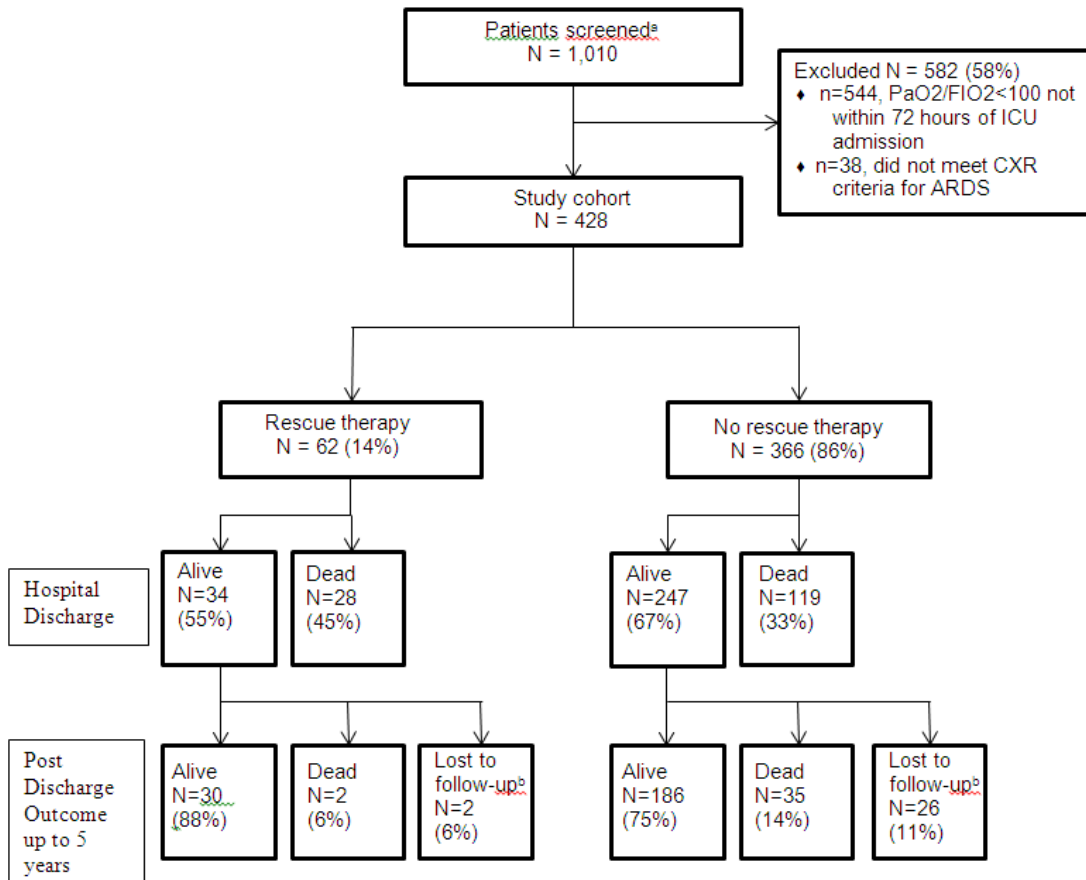 Patients screenedᵃ
N = 1,010
Excluded N = 582 (58%)
♦ n=544, PaO2/FIO2<100 not
within 72 hours of ICU
admission
♦ n=38, did not meet CXR
criteria for ARDS
Study cohort
N = 428
Rescue therapy
N = 62 (14%)
No rescue therapy
N = 366 (86%)
Hospital
Discharge
Alive
N=34
(55%)
Dead
N=28
(45%)
Alive
N=247
(67%)
Dead
N=119
(33%)
Post
Discharge
Outcome
up to 5
years
Alive
N=30
(88%)
Dead
N=2
(6%)
Lost to
follow-upᵇ
N=2
(6%)
Alive
N=186
(75%)
Dead
N=35
(14%)
Lost to
follow-upᵇ
N=26
(11%)